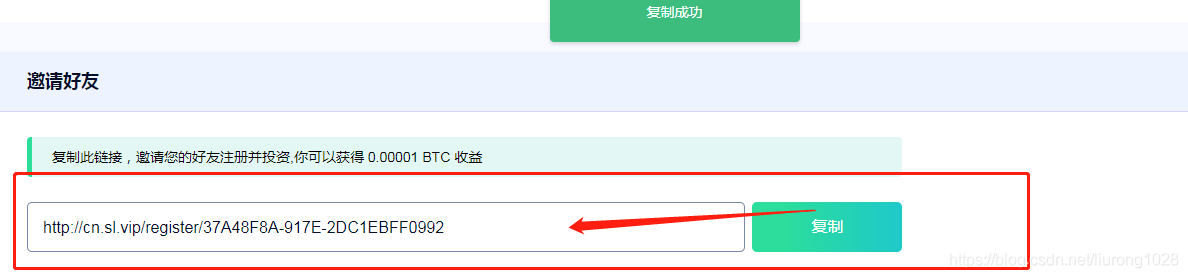 复制成功
邀请好友
复制此链接，邀请您的好友注册并投资,你可以获得 0.00001 BTC 收益
http://cn.sl.vip/register/37A48F8A-917E-2DC1EBFF0992
复制
https://blog.csdn.net/liurong1028